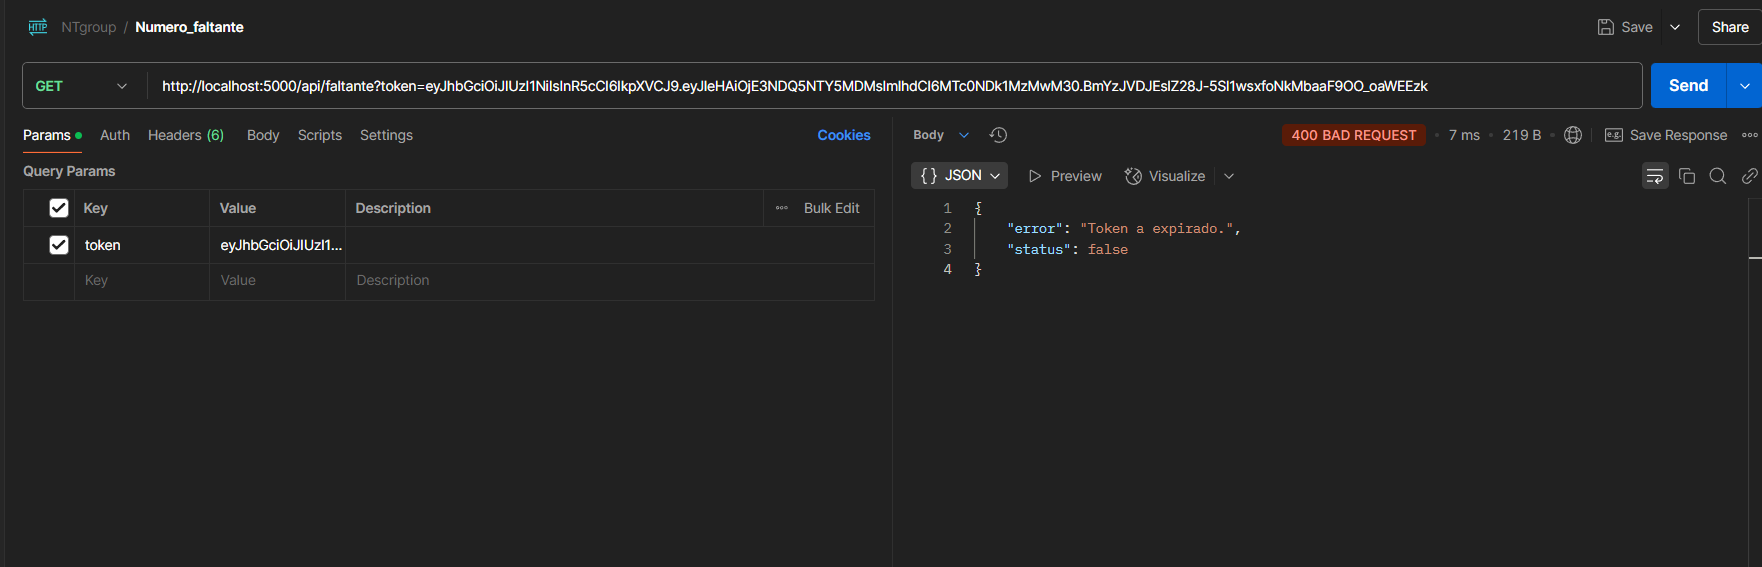 NTgroup / Numero_faltante
Save
Share
GET
http://localhost:5000/api/faltante?token=eyJhbGciOiJIUzI1NiIsInR5cCI6IkpXVCJ9.eyJleHAiOjE3NDQ5NTY5MDMsImlhdCI6MTc0NDk1MzMwM30.BmYzJVDJEsIZ28J-5SI1wsxfoNkMbaaF9OO_oaWEEzk
Send
Params Auth Headers (6) Body Scripts Settings
Cookies
Body
400 BAD REQUEST • 7 ms • 219 B •
e.g. Save Response
Query Params
{} JSON Preview Visualize
Key Value Description Bulk Edit
token eyJhbGciOiJIUzI1...
Key Value Description
1 {
2 "error": "Token a expirado.",
3 "status": false
4 }